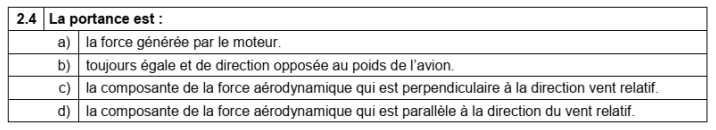 2.4 La portance est :
a) la force générée par le moteur.
b) toujours égale et de direction opposée au poids de l'avion.
c) la composante de la force aérodynamique qui est perpendiculaire à la direction vent relatif.
d) la composante de la force aérodynamique qui est parallèle à la direction du vent relatif.